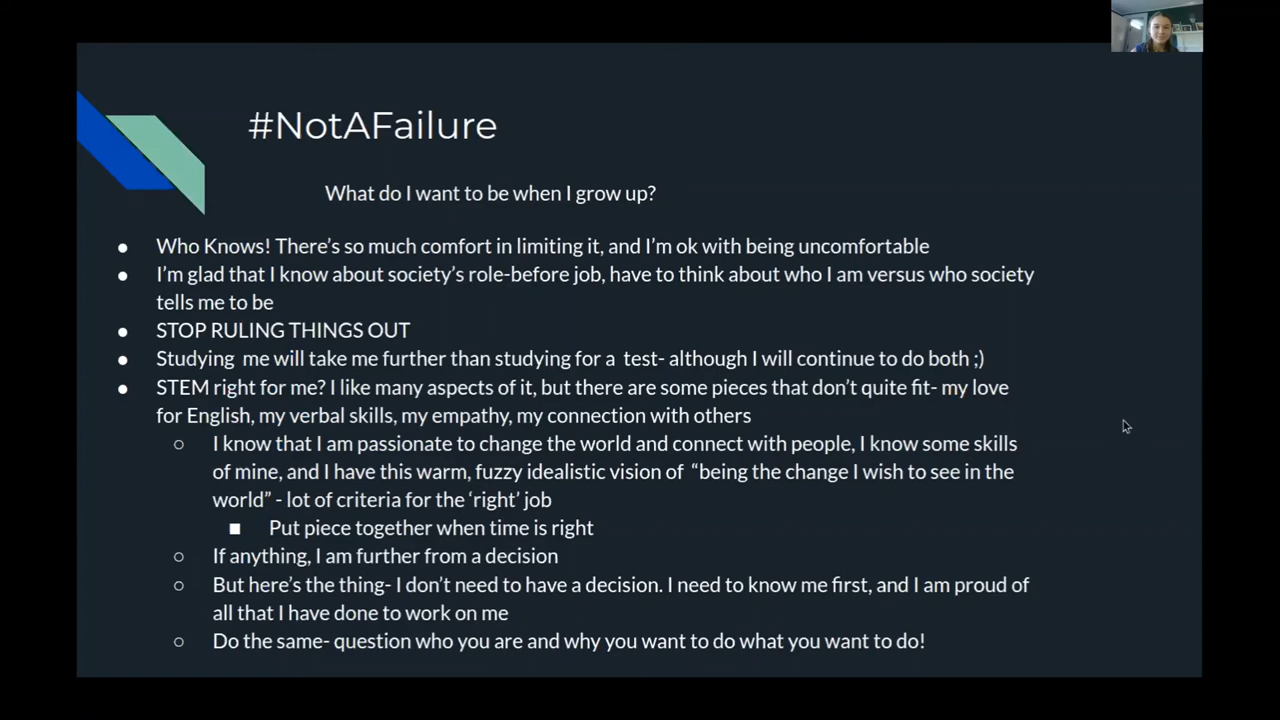 #NotAFailure
What do I want to be when I grow up?
● Who Knows! There's so much comfort in limiting it, and I'm ok with being uncomfortable
● I'm glad that I know about society's role-before job, have to think about who I am versus who society
tells me to be
● STOP RULING THINGS OUT
● Studying  me will take me further than studying for a  test- although I will continue to do both ;)
● STEM right for me? I like many aspects of it, but there are some pieces that don't quite fit- my love
for English, my verbal skills, my empathy, my connection with others
○ I know that I am passionate to change the world and connect with people, I know some skills
of mine, and I have this warm, fuzzy idealistic vision of  “being the change I wish to see in the
world” - lot of criteria for the ‘right’ job
■ Put piece together when time is right
○ If anything, I am further from a decision
○ But here's the thing- I don't need to have a decision. I need to know me first, and I am proud of
all that I have done to work on me
○ Do the same- question who you are and why you want to do what you want to do!